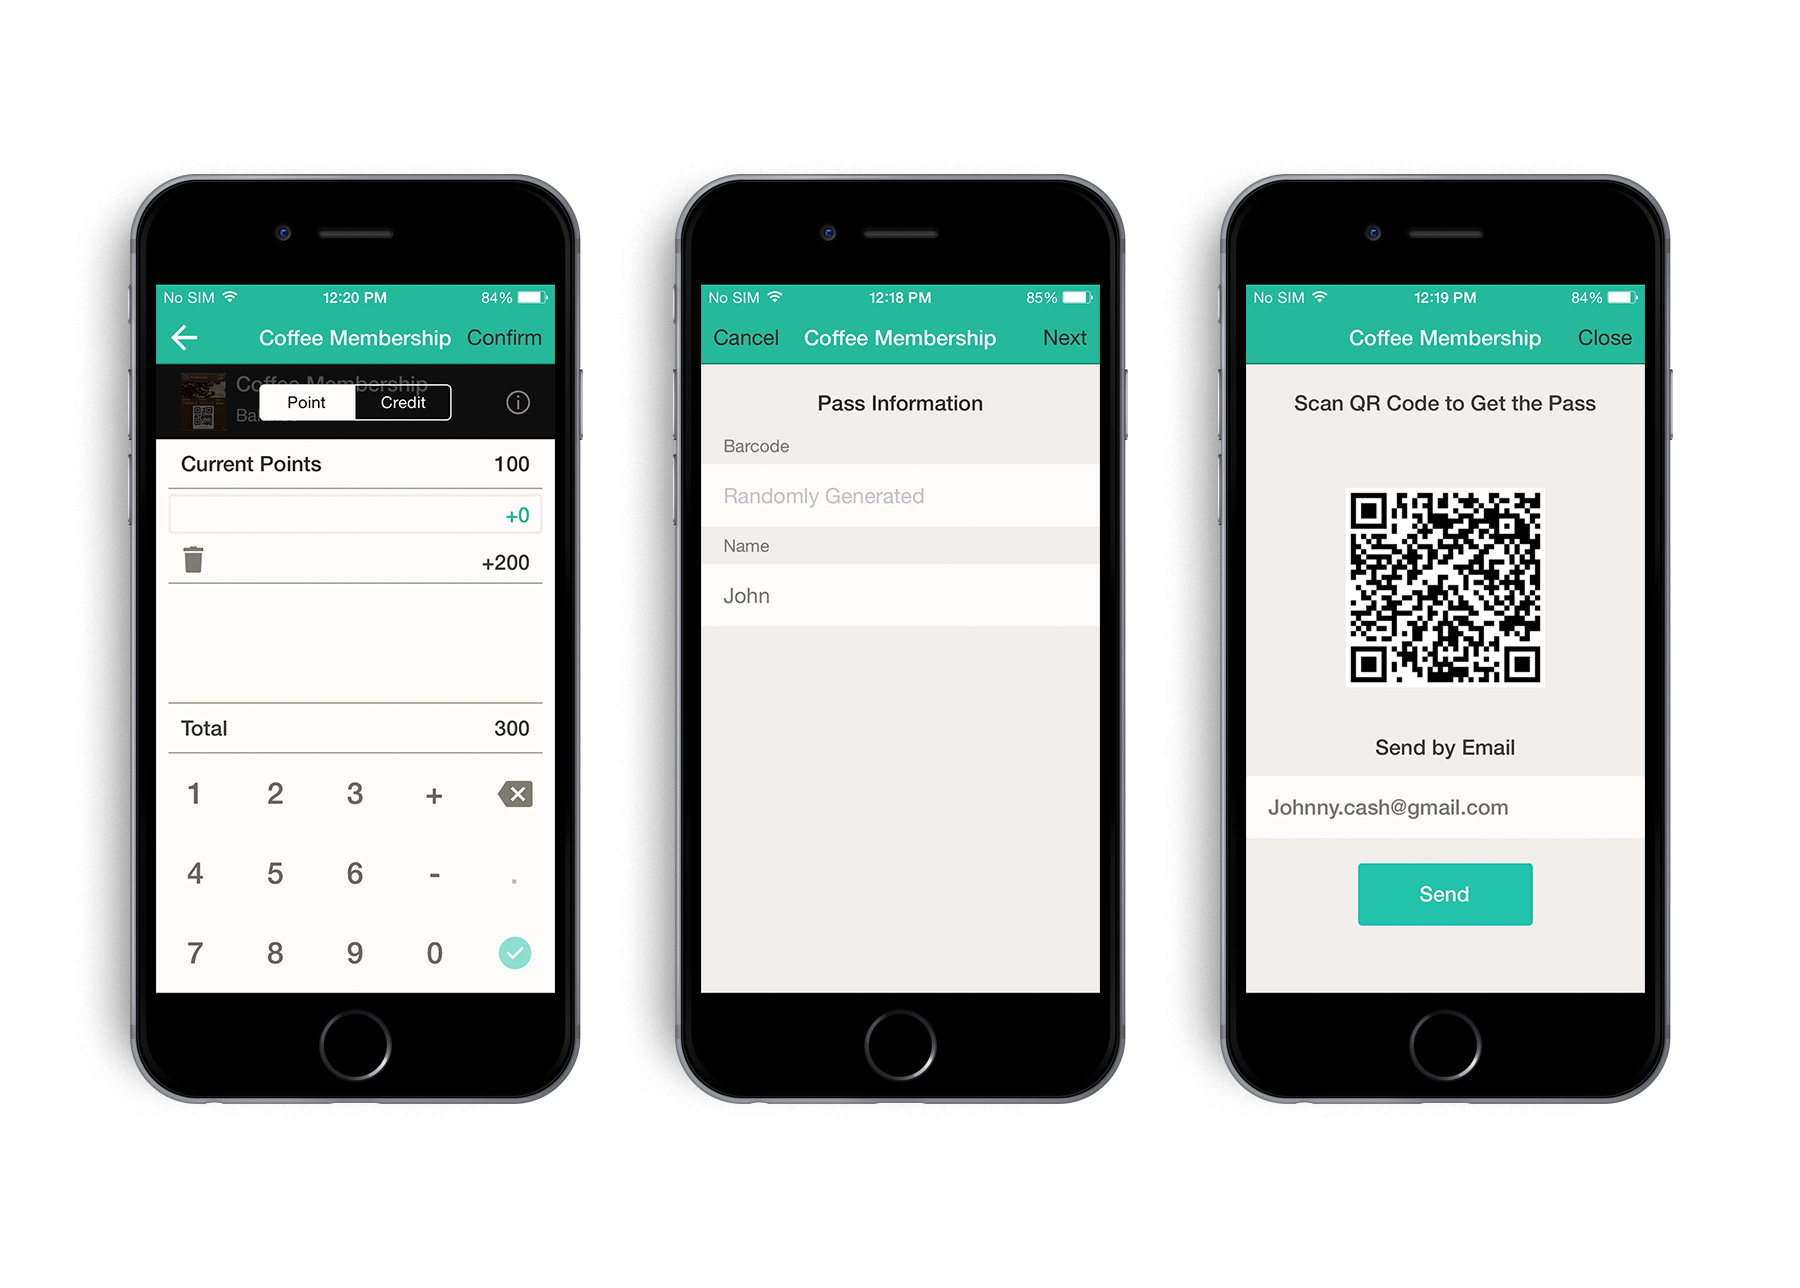 No SIM 12:20 PM 84%
Coffee Membership Confirm
Coffee Membership
Point Credit
Current Points 100
+0
+200
Total 300
1 2 3 +
4 5 6 - .
7 8 9 0
No SIM 12:18 PM 85%
Cancel Coffee Membership Next
Pass Information
Barcode
Randomly Generated
Name
John
No SIM 12:19 PM 84%
Coffee Membership Close
Scan QR Code to Get the Pass
Send by Email
Johnny.cash@gmail.com
Send